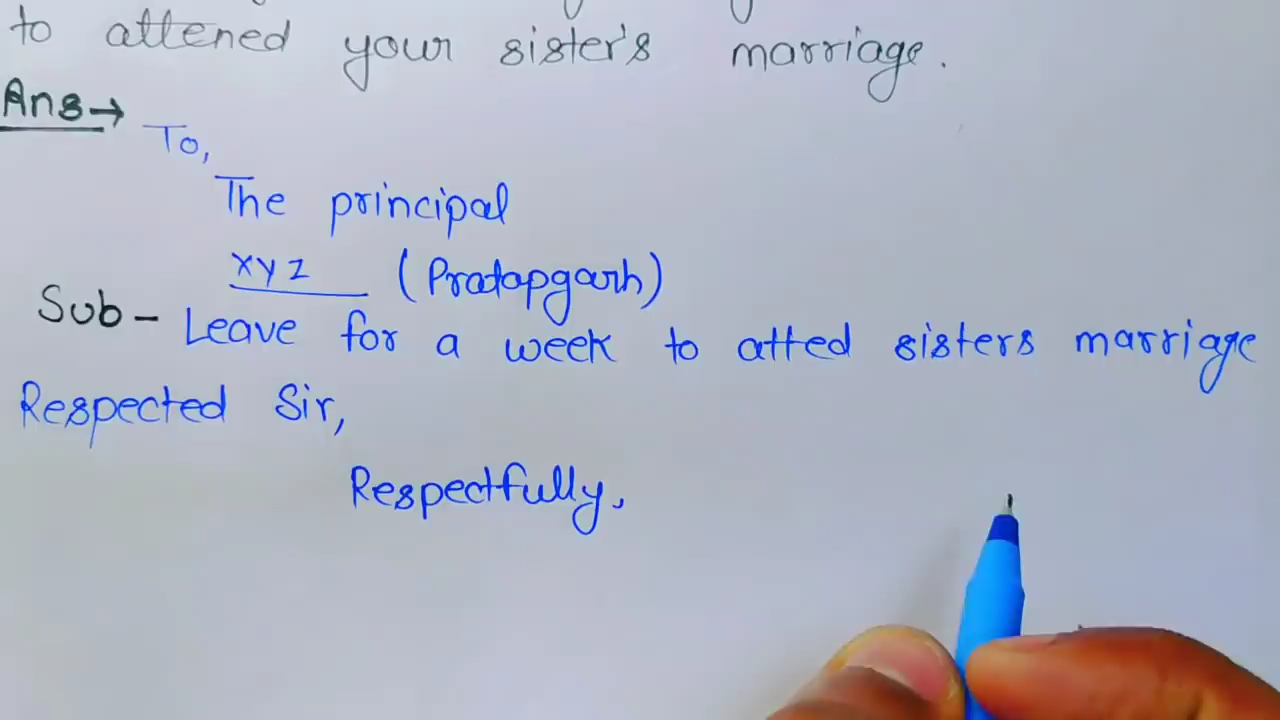 to attened your sister's marriage.
Ans→
To,
The principal
xyz (Pratapgarh)
Sub- Leave for a week to atted sisters marriage
Respected Sir,
Respectfully,